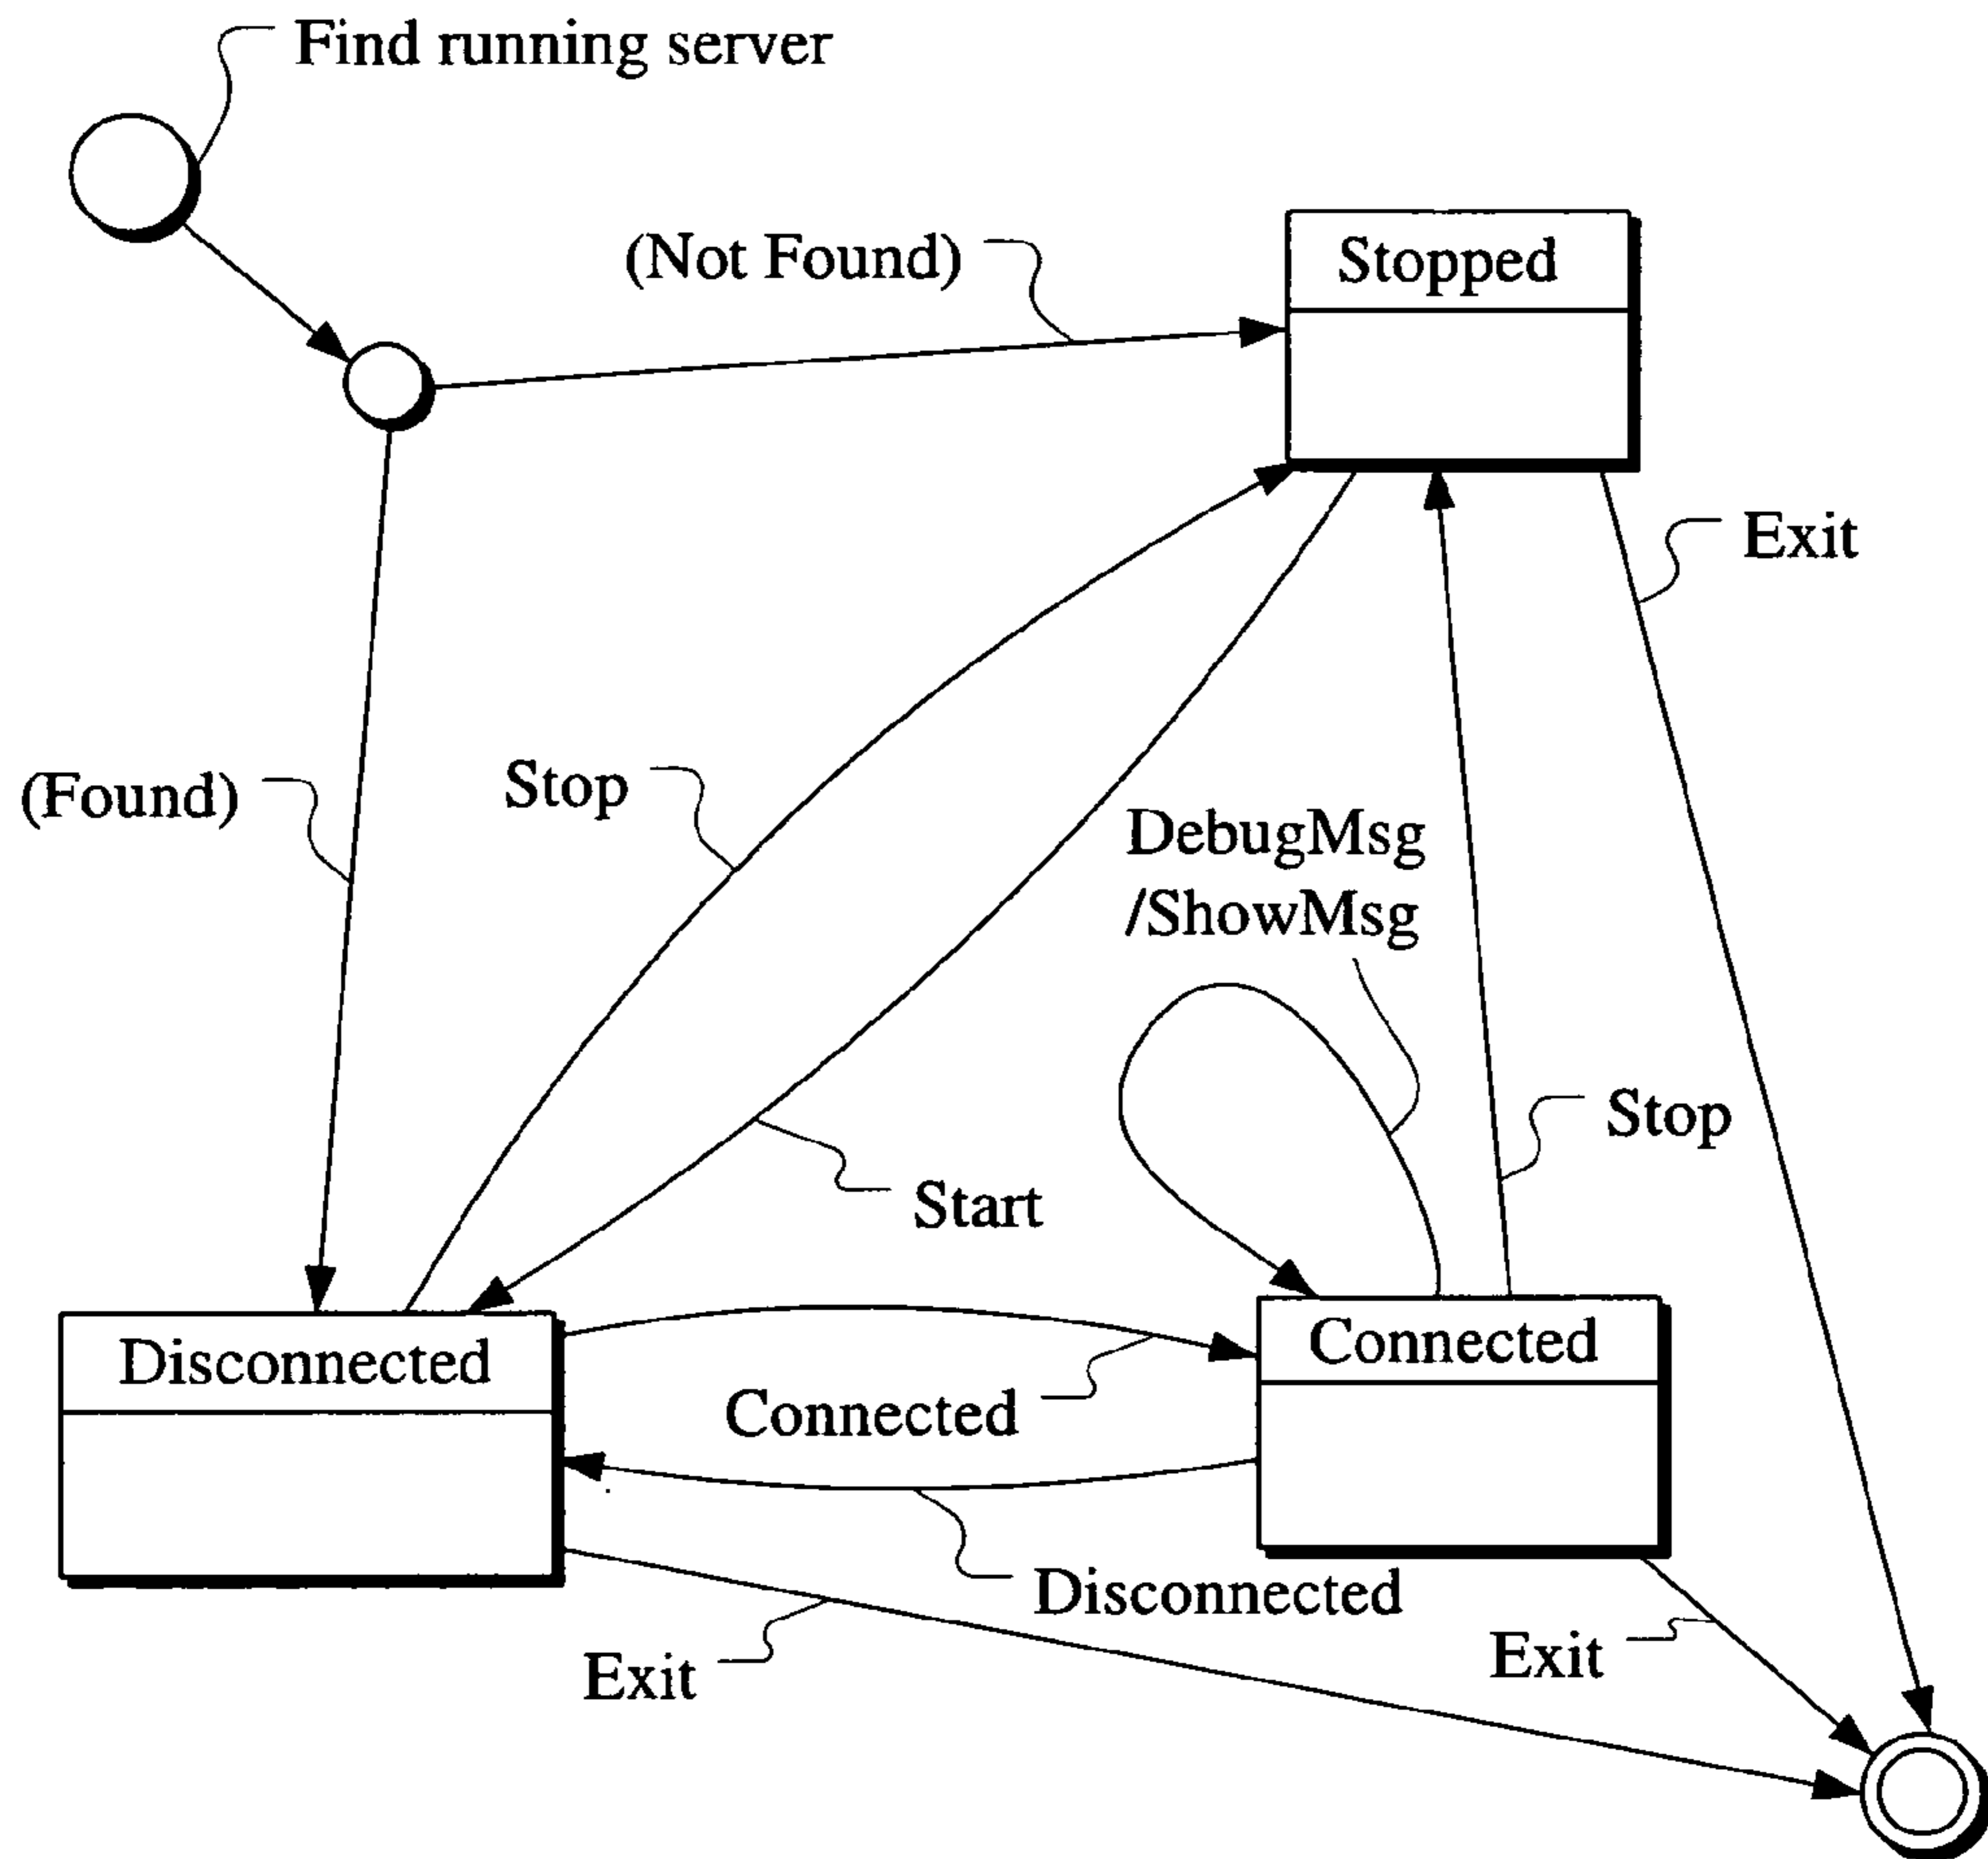 Find running server
(Not Found)
Stopped
Exit
(Found)
Stop
DebugMsg
/ShowMsg
Stop
Start
Disconnected
Connected
Connected
Disconnected
Exit
Exit